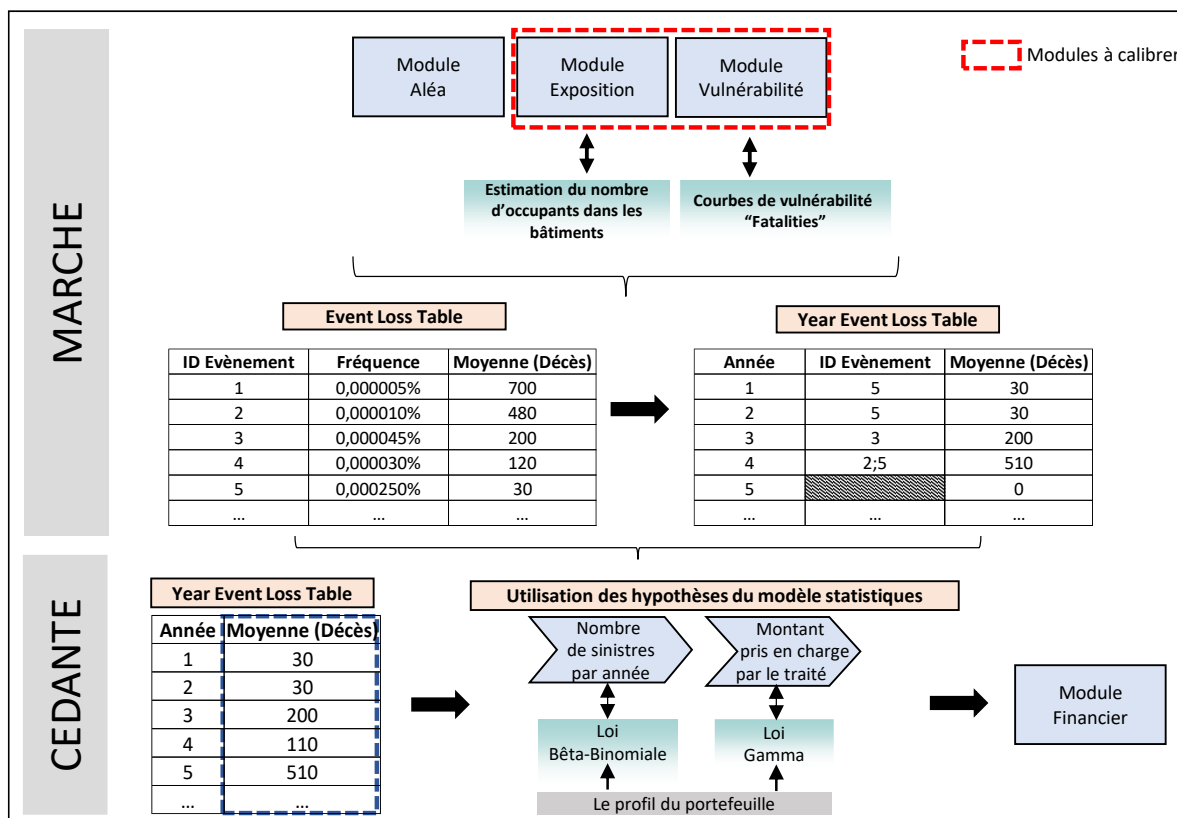 MARCHE
Module
Aléa
Module
Exposition
Module
Vulnérabilité
Modules à calibrer
Estimation du nombre
d'occupants dans les
bâtiments
Courbes de vulnérabilité
"Fatalities"
Event Loss Table
ID Evènement Fréquence Moyenne (Décès)
1 0,000005% 700
2 0,000010% 480
3 0,000045% 200
4 0,000030% 120
5 0,000250% 30
... ... ...
Year Event Loss Table
Année ID Evènement Moyenne (Décès)
1 5 30
2 5 30
3 3 200
4 2;5 510
5 0
... ... ...
CEDANTE
Year Event Loss Table
Année Moyenne (Décès)
1 30
2 30
3 200
4 110
5 510
... ...
Utilisation des hypothèses du modèle statistiques
Nombre
de sinistres
par année
Montant
pris en charge
par le traité
Loi
Bêta-Binomiale
Loi
Gamma
Le profil du portefeuille
Module
Financier